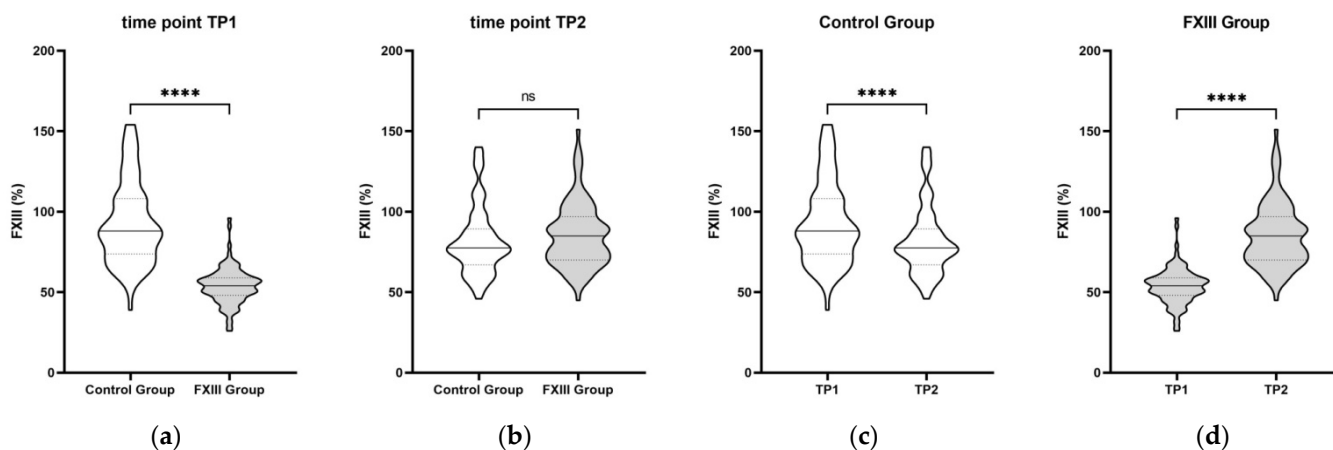 time point TP1
200
150
100
50
0
FXIII (%)
****
Control Group
FXIII Group
(a)
time point TP2
200
150
100
50
0
FXIII (%)
ns
Control Group
FXIII Group
(b)
Control Group
200
150
100
50
0
FXIII (%)
****
TP1
TP2
(c)
FXIII Group
200
150
100
50
0
FXIII (%)
****
TP1
TP2
(d)